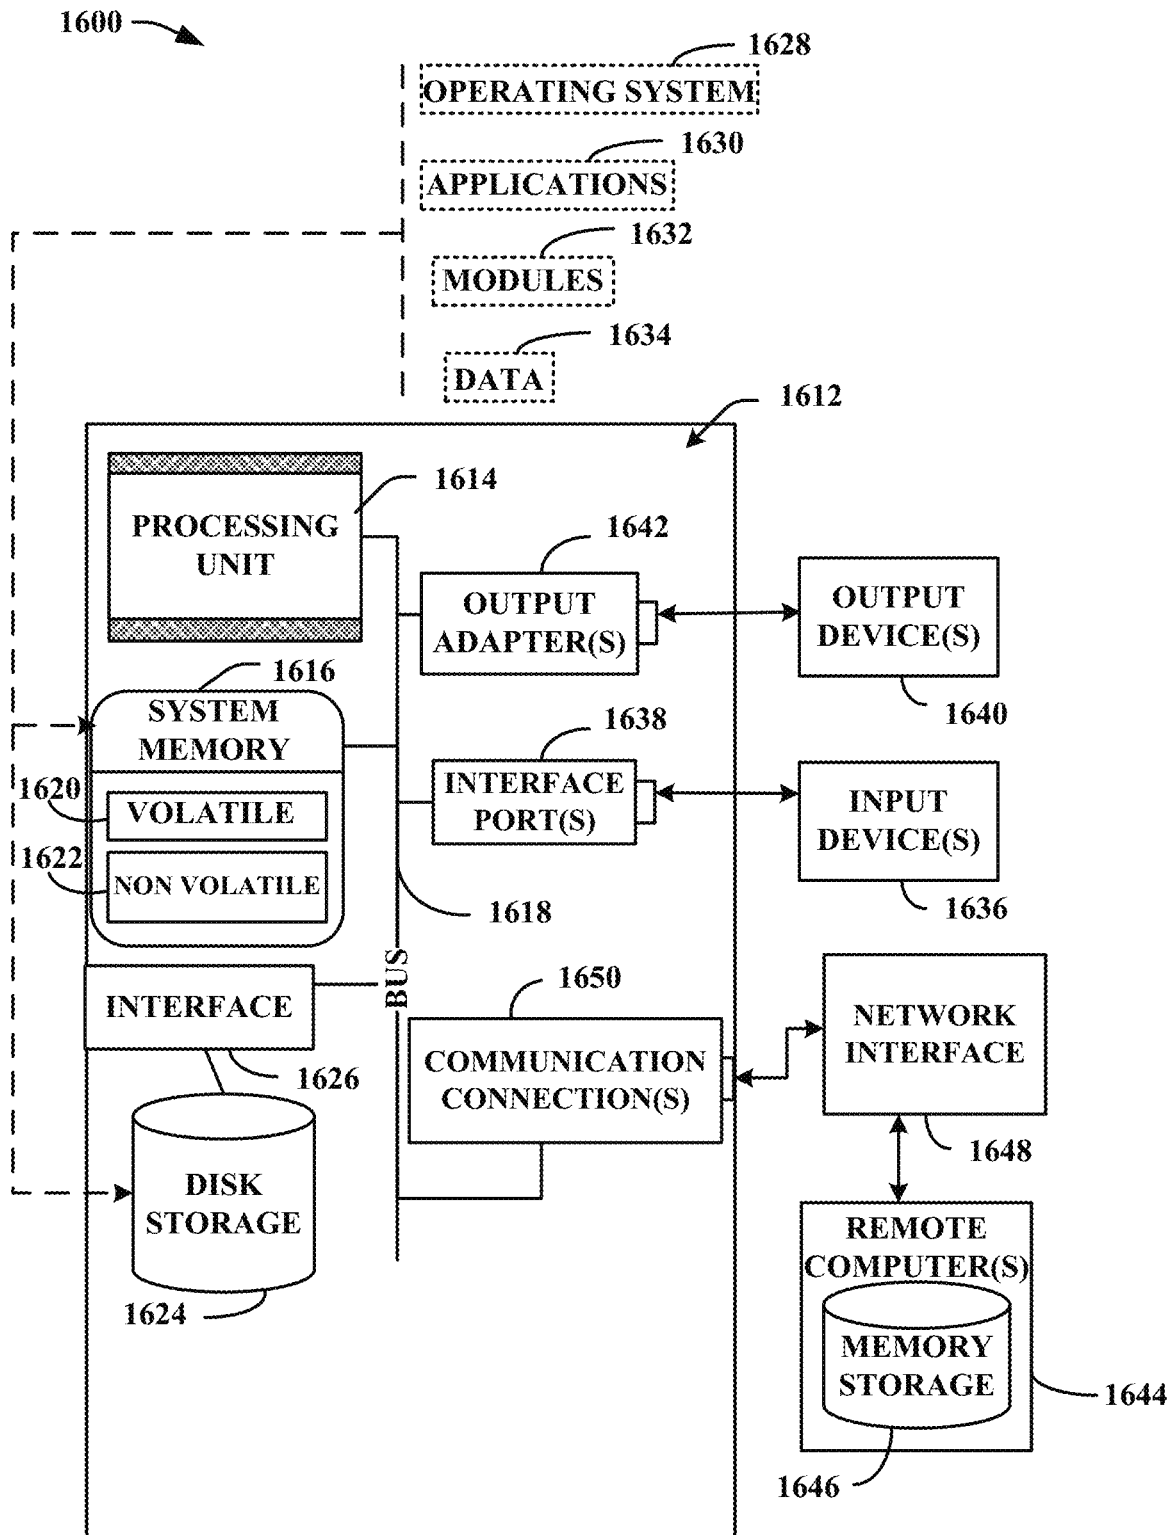 1600
1628
OPERATING SYSTEM
1630
APPLICATIONS
1632
MODULES
1634
DATA
1612
1614
PROCESSING
UNIT
1642
OUTPUT
ADAPTER(S)
OUTPUT
DEVICE(S)
1640
1616
SYSTEM
MEMORY
1620
VOLATILE
1622
NON VOLATILE
1638
INTERFACE
PORT(S)
INPUT
DEVICE(S)
1636
1618
BUS
INTERFACE
1626
1650
COMMUNICATION
CONNECTION(S)
NETWORK
INTERFACE
1648
DISK
STORAGE
1624
REMOTE
COMPUTER(S)
MEMORY
STORAGE
1644
1646